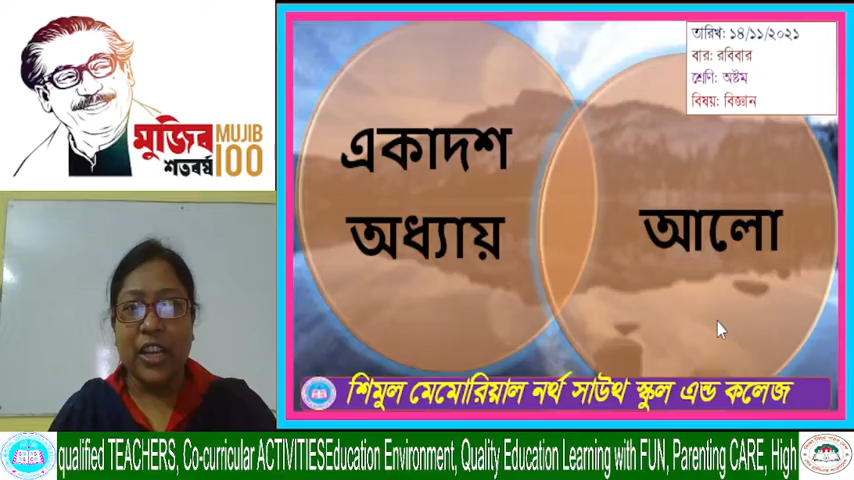 মুজিব
শতবর্ষ
MUJIB
100
তারিখ: ১৪/১১/২০২১
বার: রবিবার
শ্রেণি: অষ্টম
বিষয়: বিজ্ঞান
একাদশ
অধ্যায়
আলো
শিমুল মেমোরিয়াল নর্থ সাউথ স্কুল এন্ড কলেজ
qualified TEACHERS, Co-curricular ACTIVITIESEducation Environment, Quality Education Learning with FUN, Parenting CARE, High